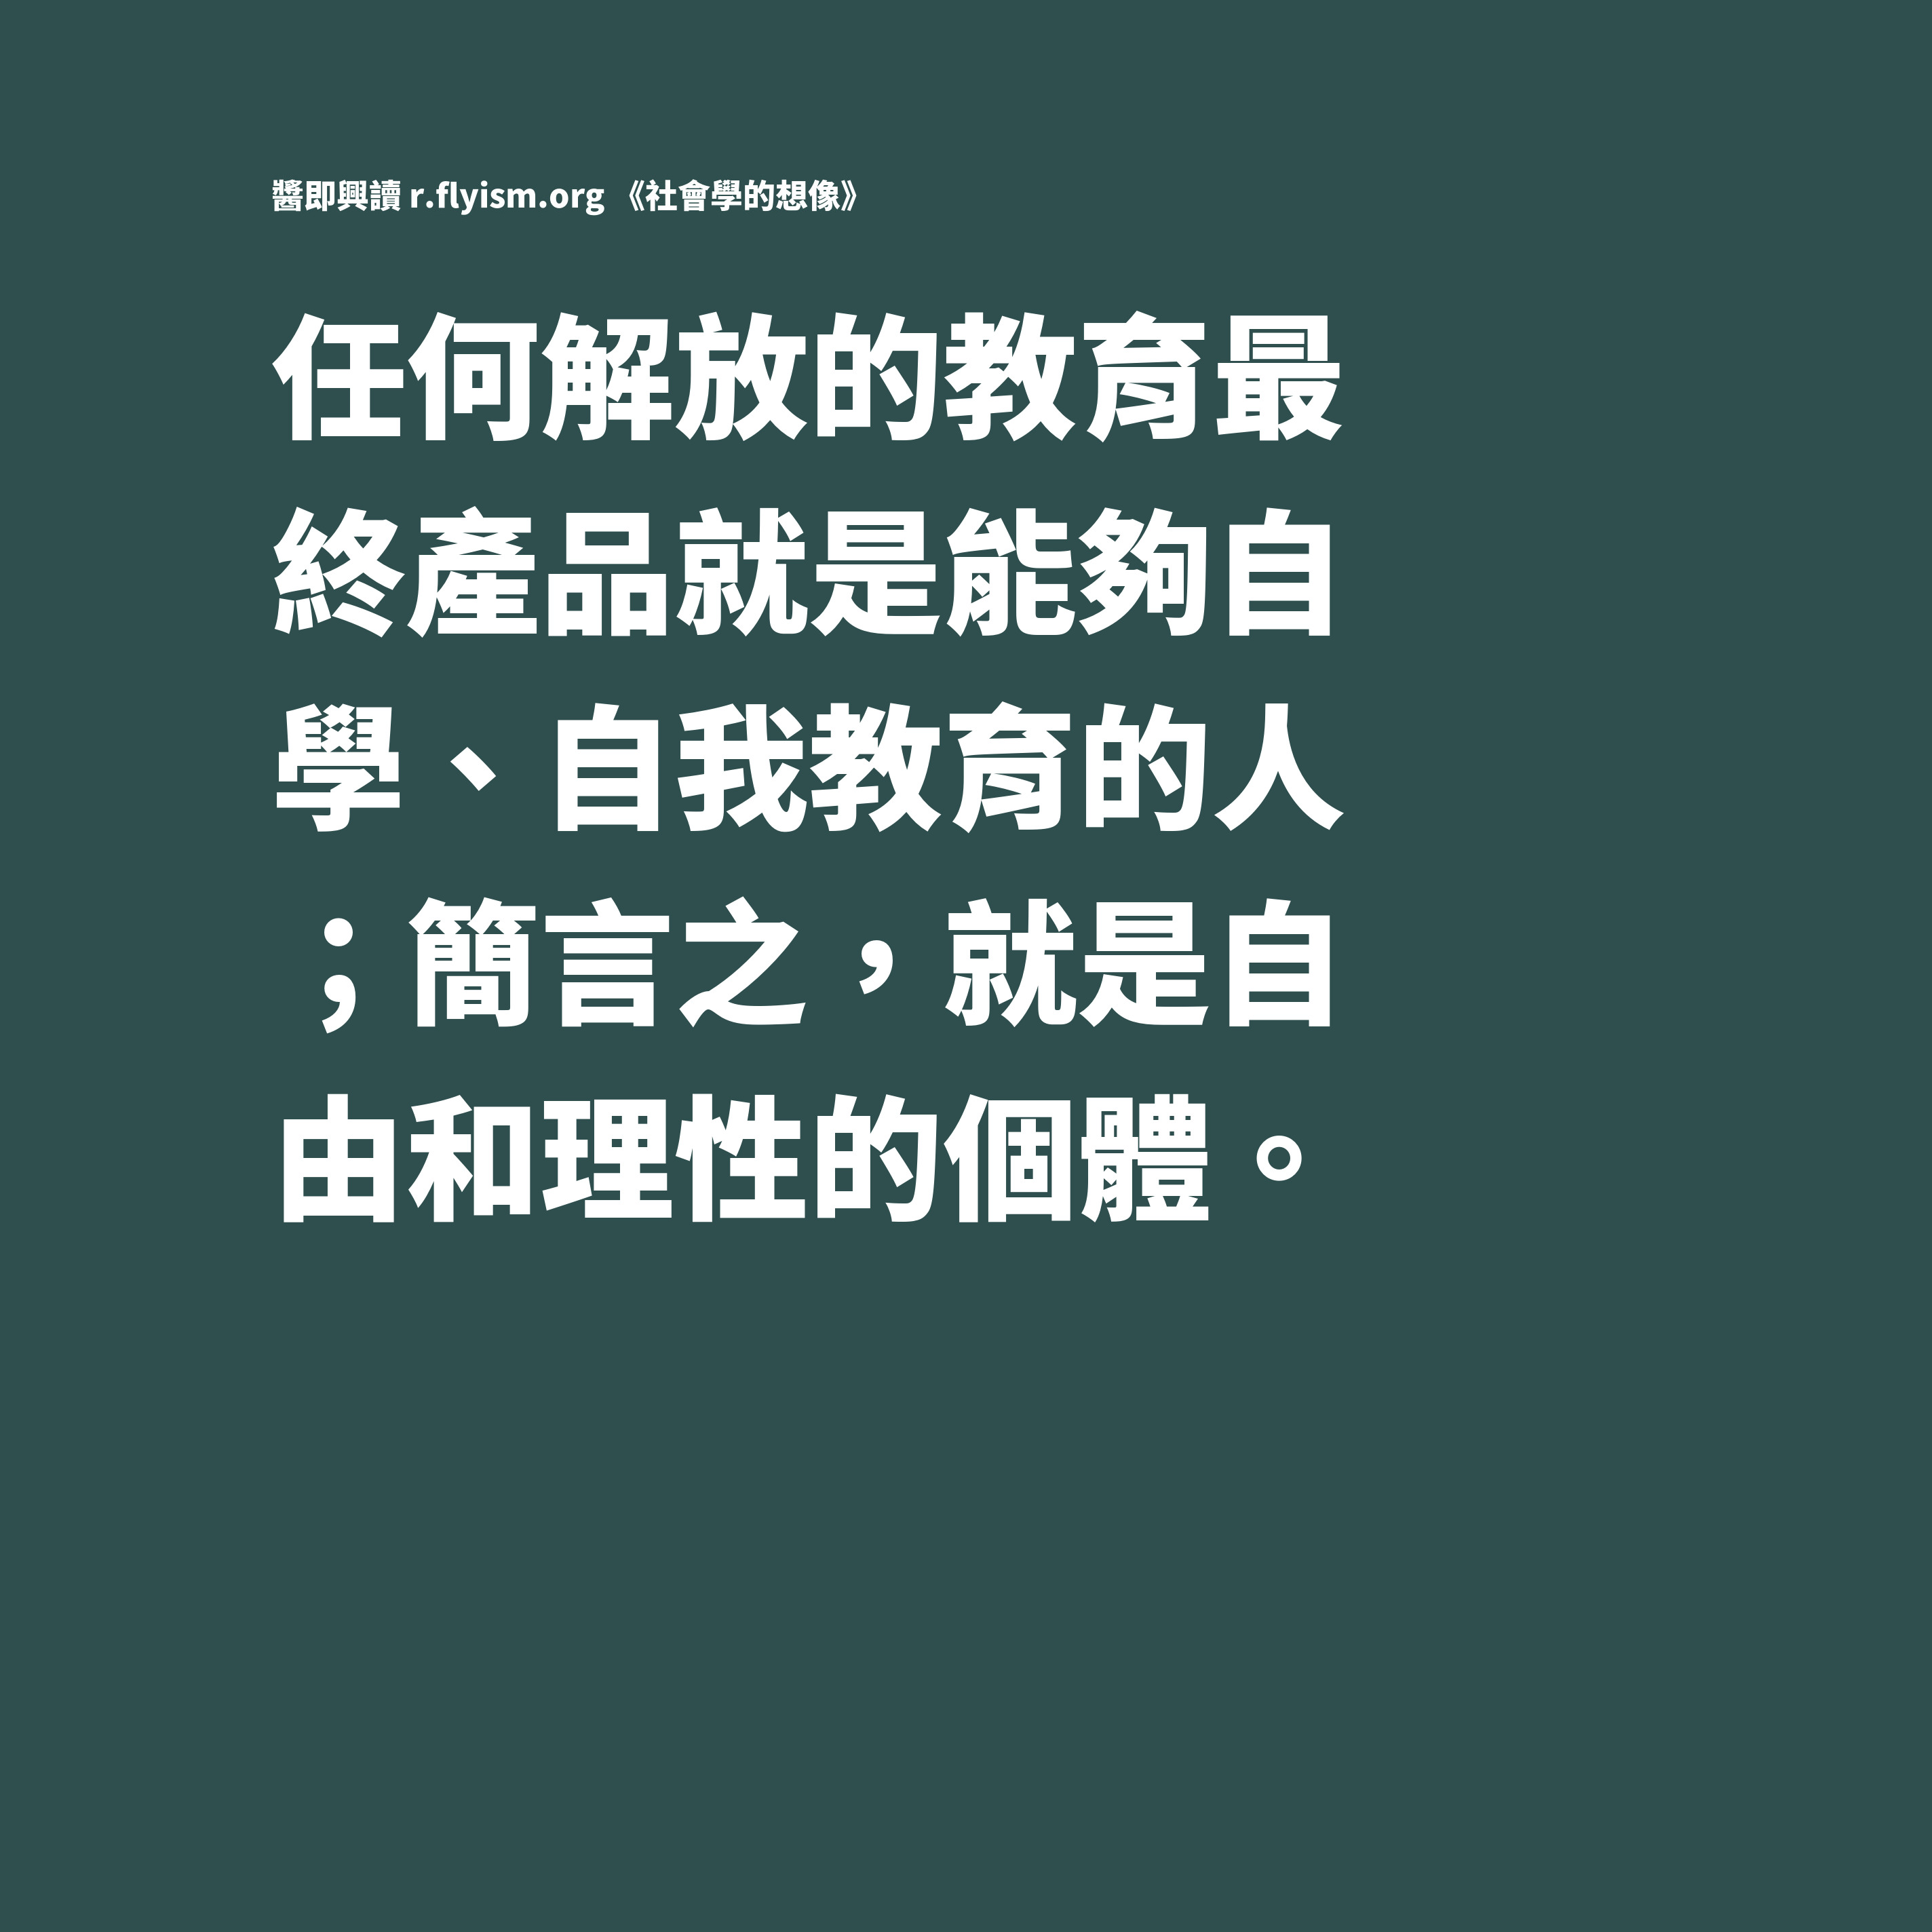 螯即與讀 r.flyism.org 《社會學的想像》
任何解放的教育最
終產品就是能夠自
學、自我教育的人
；簡言之，就是自
由和理性的個體。